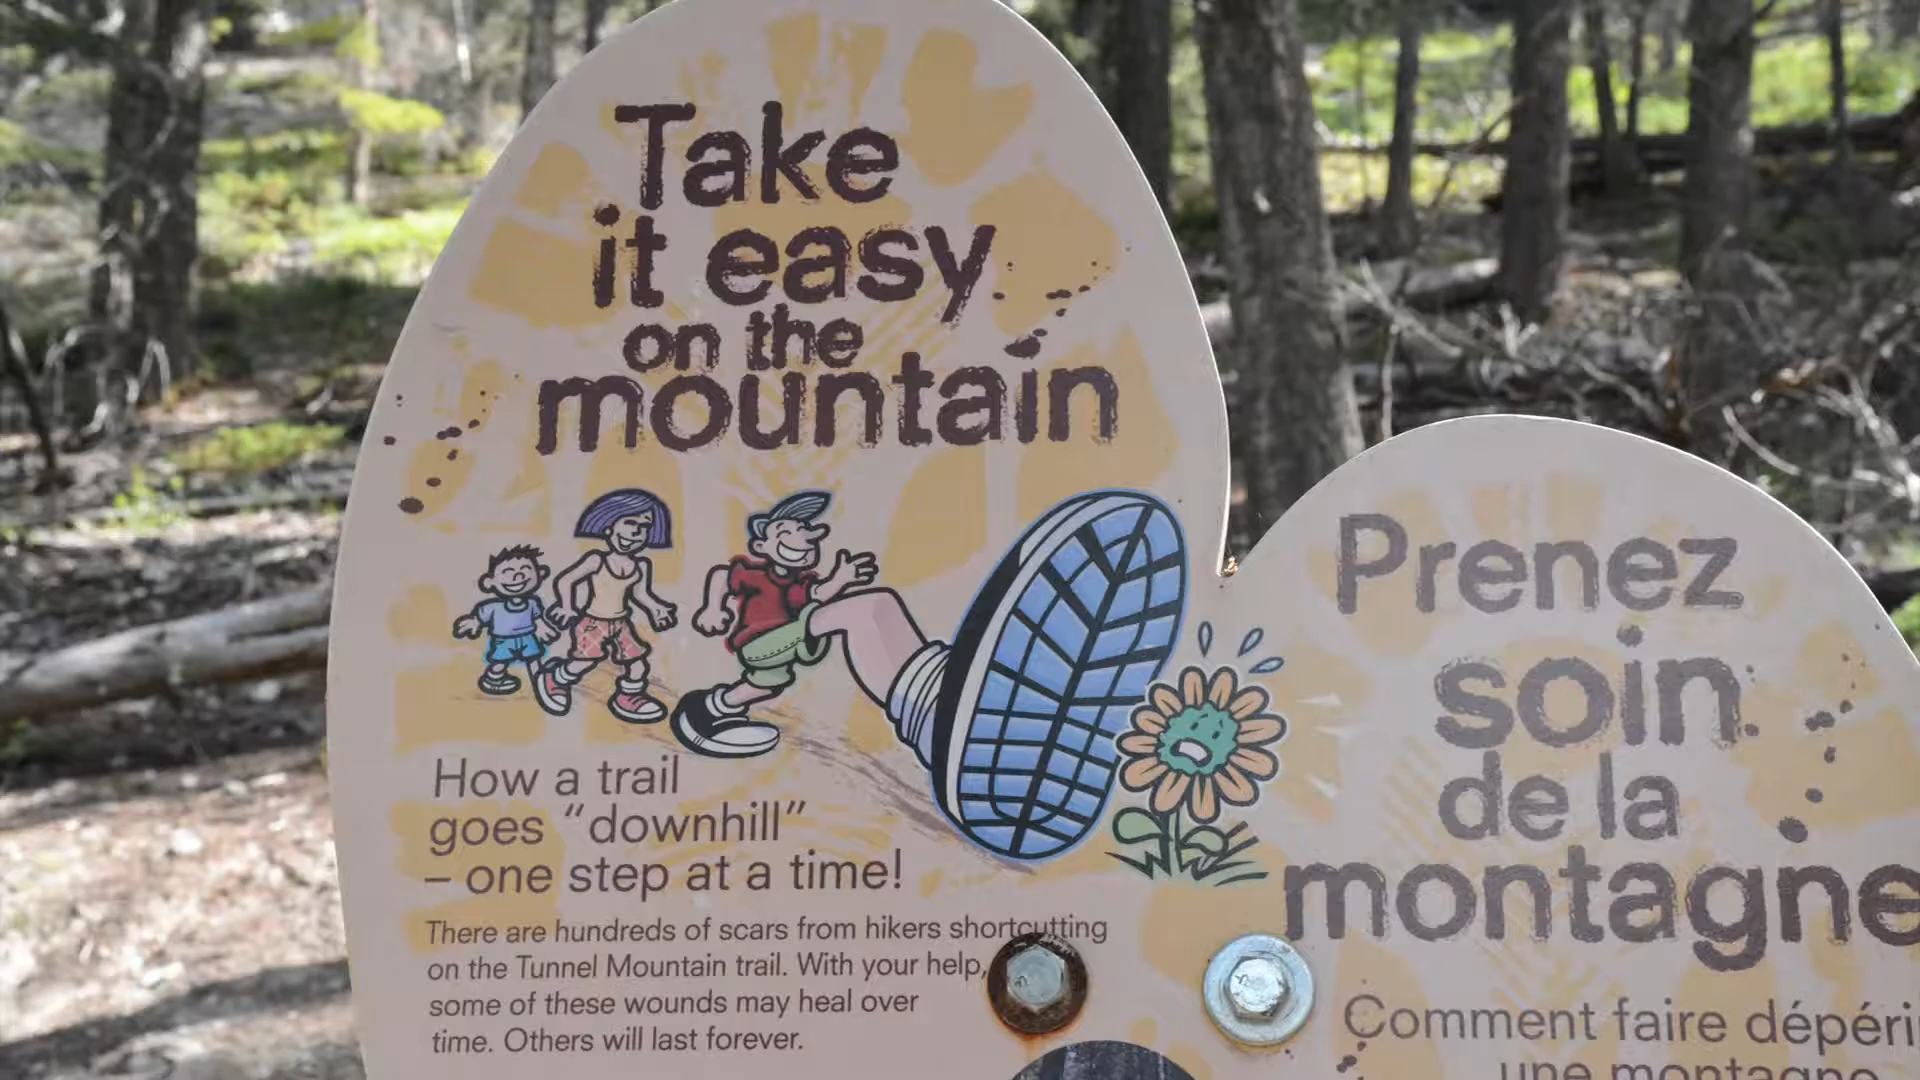 Take
it easy
on the
mountain
How a trail
goes “downhill”
– one step at a time!
There are hundreds of scars from hikers shortcutting
on the Tunnel Mountain trail. With your help,
some of these wounds may heal over
time. Others will last forever.
Prenez
soin
de la
montagne
Comment faire dépéri
une montagne